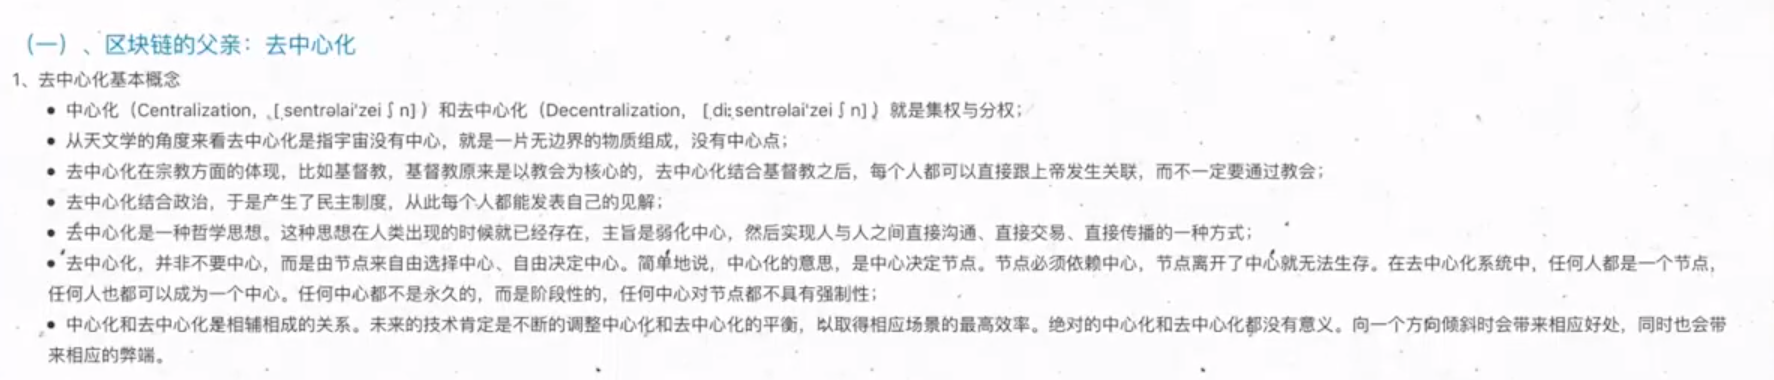 （一）、区块链的父亲：去中心化
1、去中心化基本概念
● 中心化（Centralization，[ˌsentrəlai'zeiʃn]）和去中心化（Decentralization，[ˌdi:sentrəlai'zeiʃn]）就是集权与分权；
● 从天文学的角度来看去中心化是指宇宙没有中心，就是一片无边界的物质组成，没有中心点；
● 去中心化在宗教方面的体现，比如基督教，基督教原来是以教会为核心的，去中心化结合基督教之后，每个人都可以直接跟上帝发生关联，而不一定要通过教会；
● 去中心化结合政治，于是产生了民主制度，从此每个人都能发表自己的见解；
● 去中心化是一种哲学思想。这种思想在人类出现的时候就已经存在，主旨是弱化中心，然后实现人与人之间直接沟通、直接交易、直接传播的一种方式；
● 去中心化，并非不要中心，而是由节点来自由选择中心、自由决定中心。简单地说，中心化的意思，是中心决定节点。节点必须依赖中心，节点离开了中心就无法生存。在去中心化系统中，任何人都是一个节点，
任何人也都可以成为一个中心。任何中心都不是永久的，而是阶段性的，任何中心对节点都不具有强制性；
● 中心化和去中心化是相辅相成的关系。未来的技术肯定是不断的调整中心化和去中心化的平衡，以取得相应场景的最高效率。绝对的中心化和去中心化都没有意义。向一个方向倾斜时会带来相应好处，同时也会带
来相应的弊端。